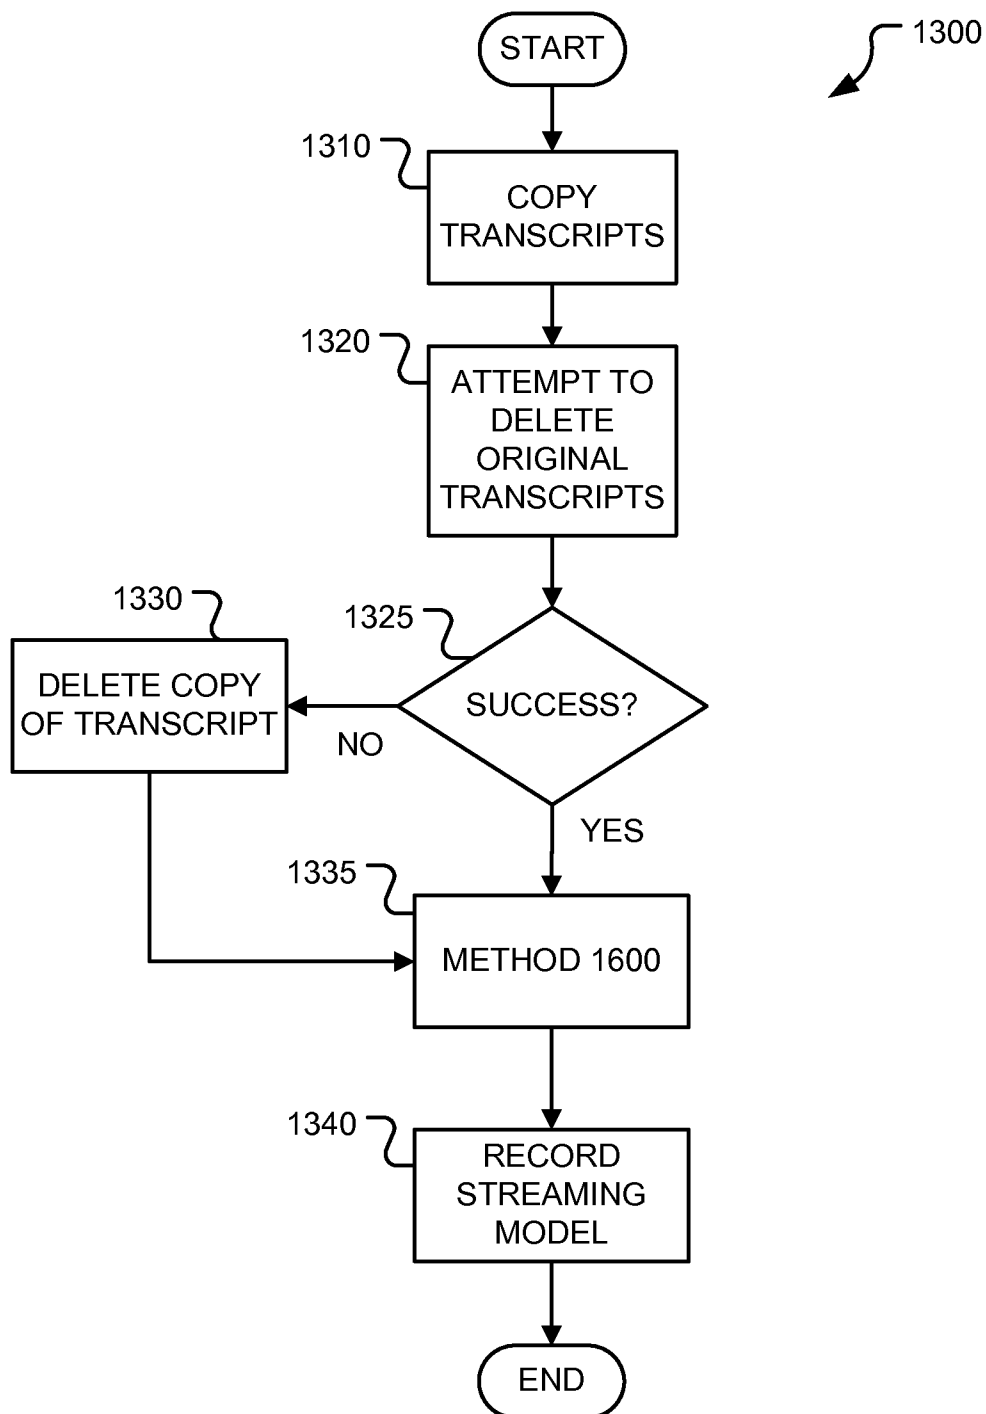 START
1300
1310
COPY
TRANSCRIPTS
1320
ATTEMPT TO
DELETE
ORIGINAL
TRANSCRIPTS
1330
1325
DELETE COPY
OF TRANSCRIPT
SUCCESS?
NO
YES
1335
METHOD 1600
1340
RECORD
STREAMING
MODEL
END